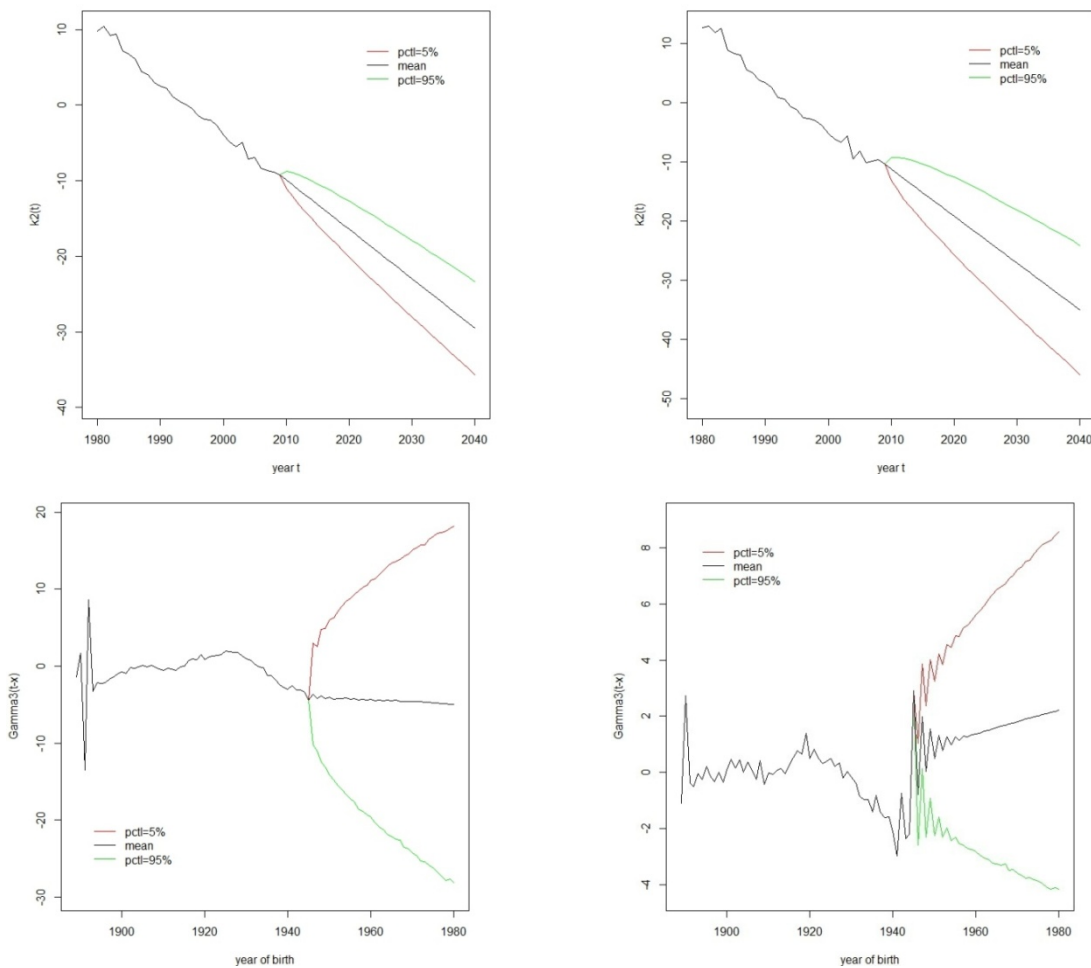 10
0
-10
-20
-30
-40
k2(t)
pctl=5%
mean
pctl=95%
1980 1990 2000 2010 2020 2030 2040
year t
10
0
-10
-20
-30
-40
-50
k2(t)
pctl=5%
mean
pctl=95%
1980 1990 2000 2010 2020 2030 2040
year t
20
10
0
-10
-20
-30
Gamma3(t-x)
pctl=5%
mean
pctl=95%
1900 1920 1940 1960 1980
year of birth
8
6
4
2
0
-2
-4
Gamma3(t-x)
pctl=5%
mean
pctl=95%
1900 1920 1940 1960 1980
year of birth